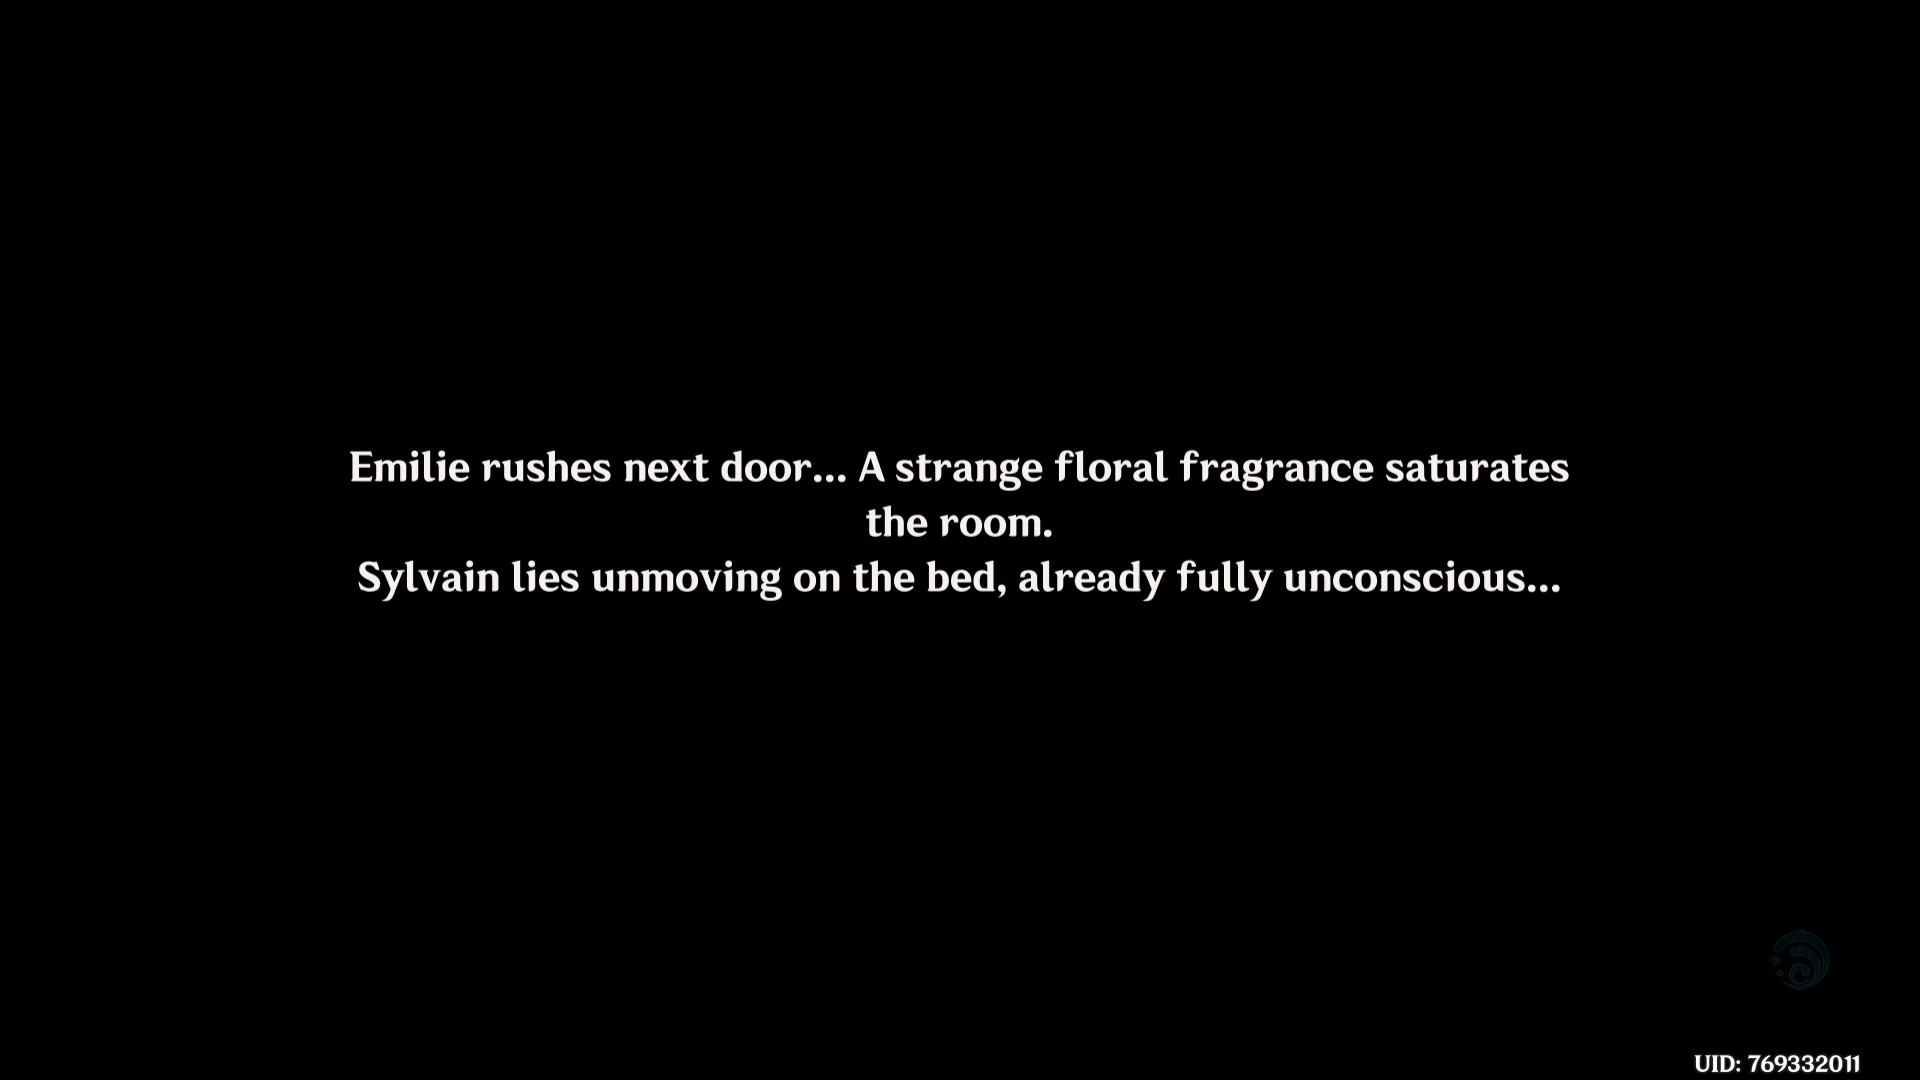 Emilie rushes next door... A strange floral fragrance saturates
the room.
Sylvain lies unmoving on the bed, already fully unconscious...
UID: 769332011